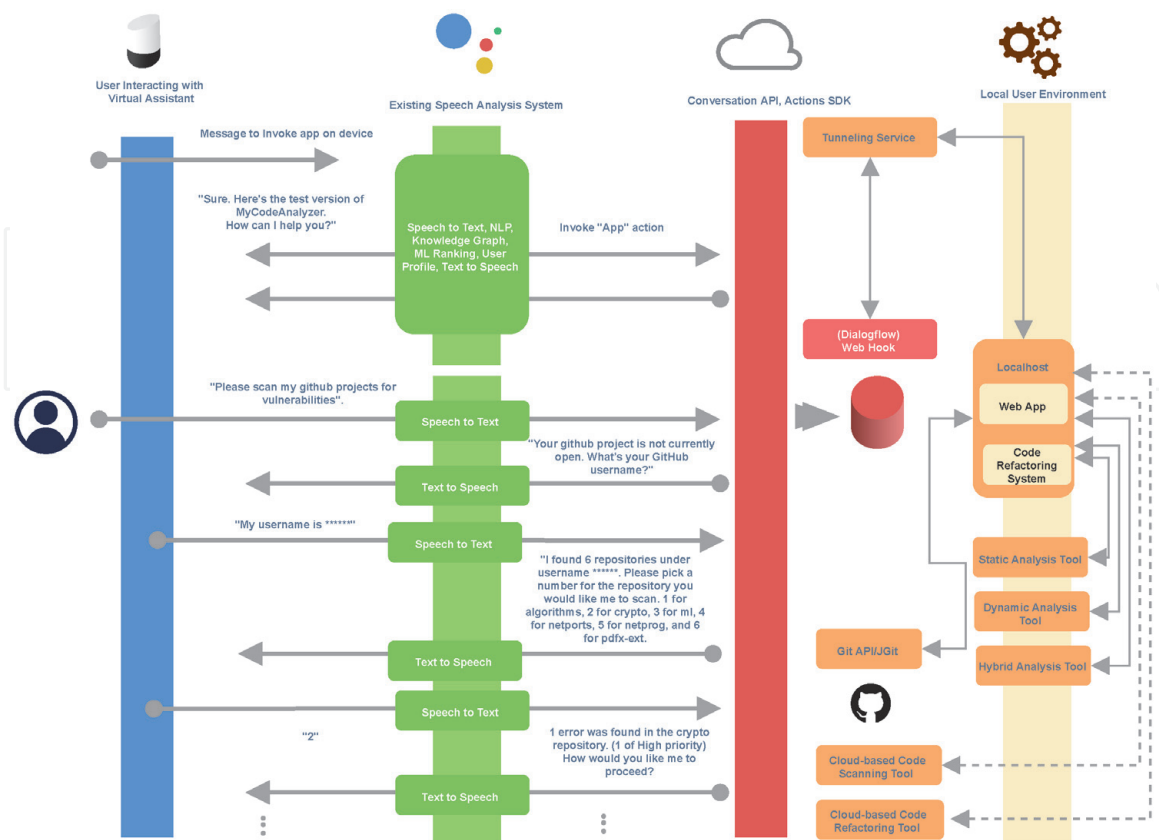 User Interacting with
Virtual Assistant
Existing Speech Analysis System
Conversation API, Actions SDK
Local User Environment
Message to Invoke app on device
Tunneling Service
"Sure. Here's the test version of
MyCodeAnalyzer.
How can I help you?"
Speech to Text, NLP,
Knowledge Graph,
ML Ranking, User
Profile, Text to Speech
Invoke "App" action
(Dialogflow)
Web Hook
Localhost
Web App
Code
Refactoring
System
"Please scan my github projects for
vulnerabilities".
Speech to Text
"Your github project is not currently
open. What's your GitHub
username?"
Text to Speech
"My username is ******"
Speech to Text
"I found 6 repositories under
username ******. Please pick a
number for the repository you
would like me to scan. 1 for
algorithms, 2 for crypto, 3 for ml, 4
for netports, 5 for netprog, and 6
for pdfx-ext.
Static Analysis Tool
Dynamic Analysis
Tool
Text to Speech
Git API/JGit
Hybrid Analysis Tool
Speech to Text
"2"
1 error was found in the crypto
repository. (1 of High priority)
How would you like me to
proceed?
Cloud-based Code
Scanning Tool
Text to Speech
Cloud-based Code
Refactoring Tool